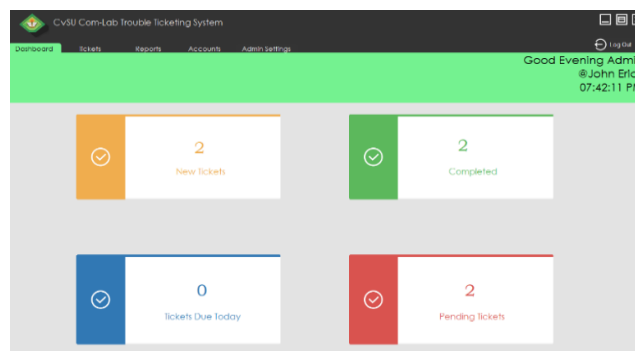 CvSU Com-Lab Trouble Ticketing System
Log Out
Dashboard Tickets Reports Accounts Admin Settings
Good Evening Admi
@John Eric
07:42:11 PM
2
New Tickets
2
Completed
0
Tickets Due Today
2
Pending Tickets